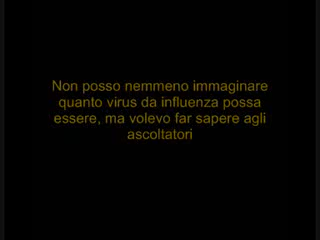 Non posso nemmeno immaginare
quanto virus da influenza possa
essere, ma volevo far sapere agli
ascoltatori